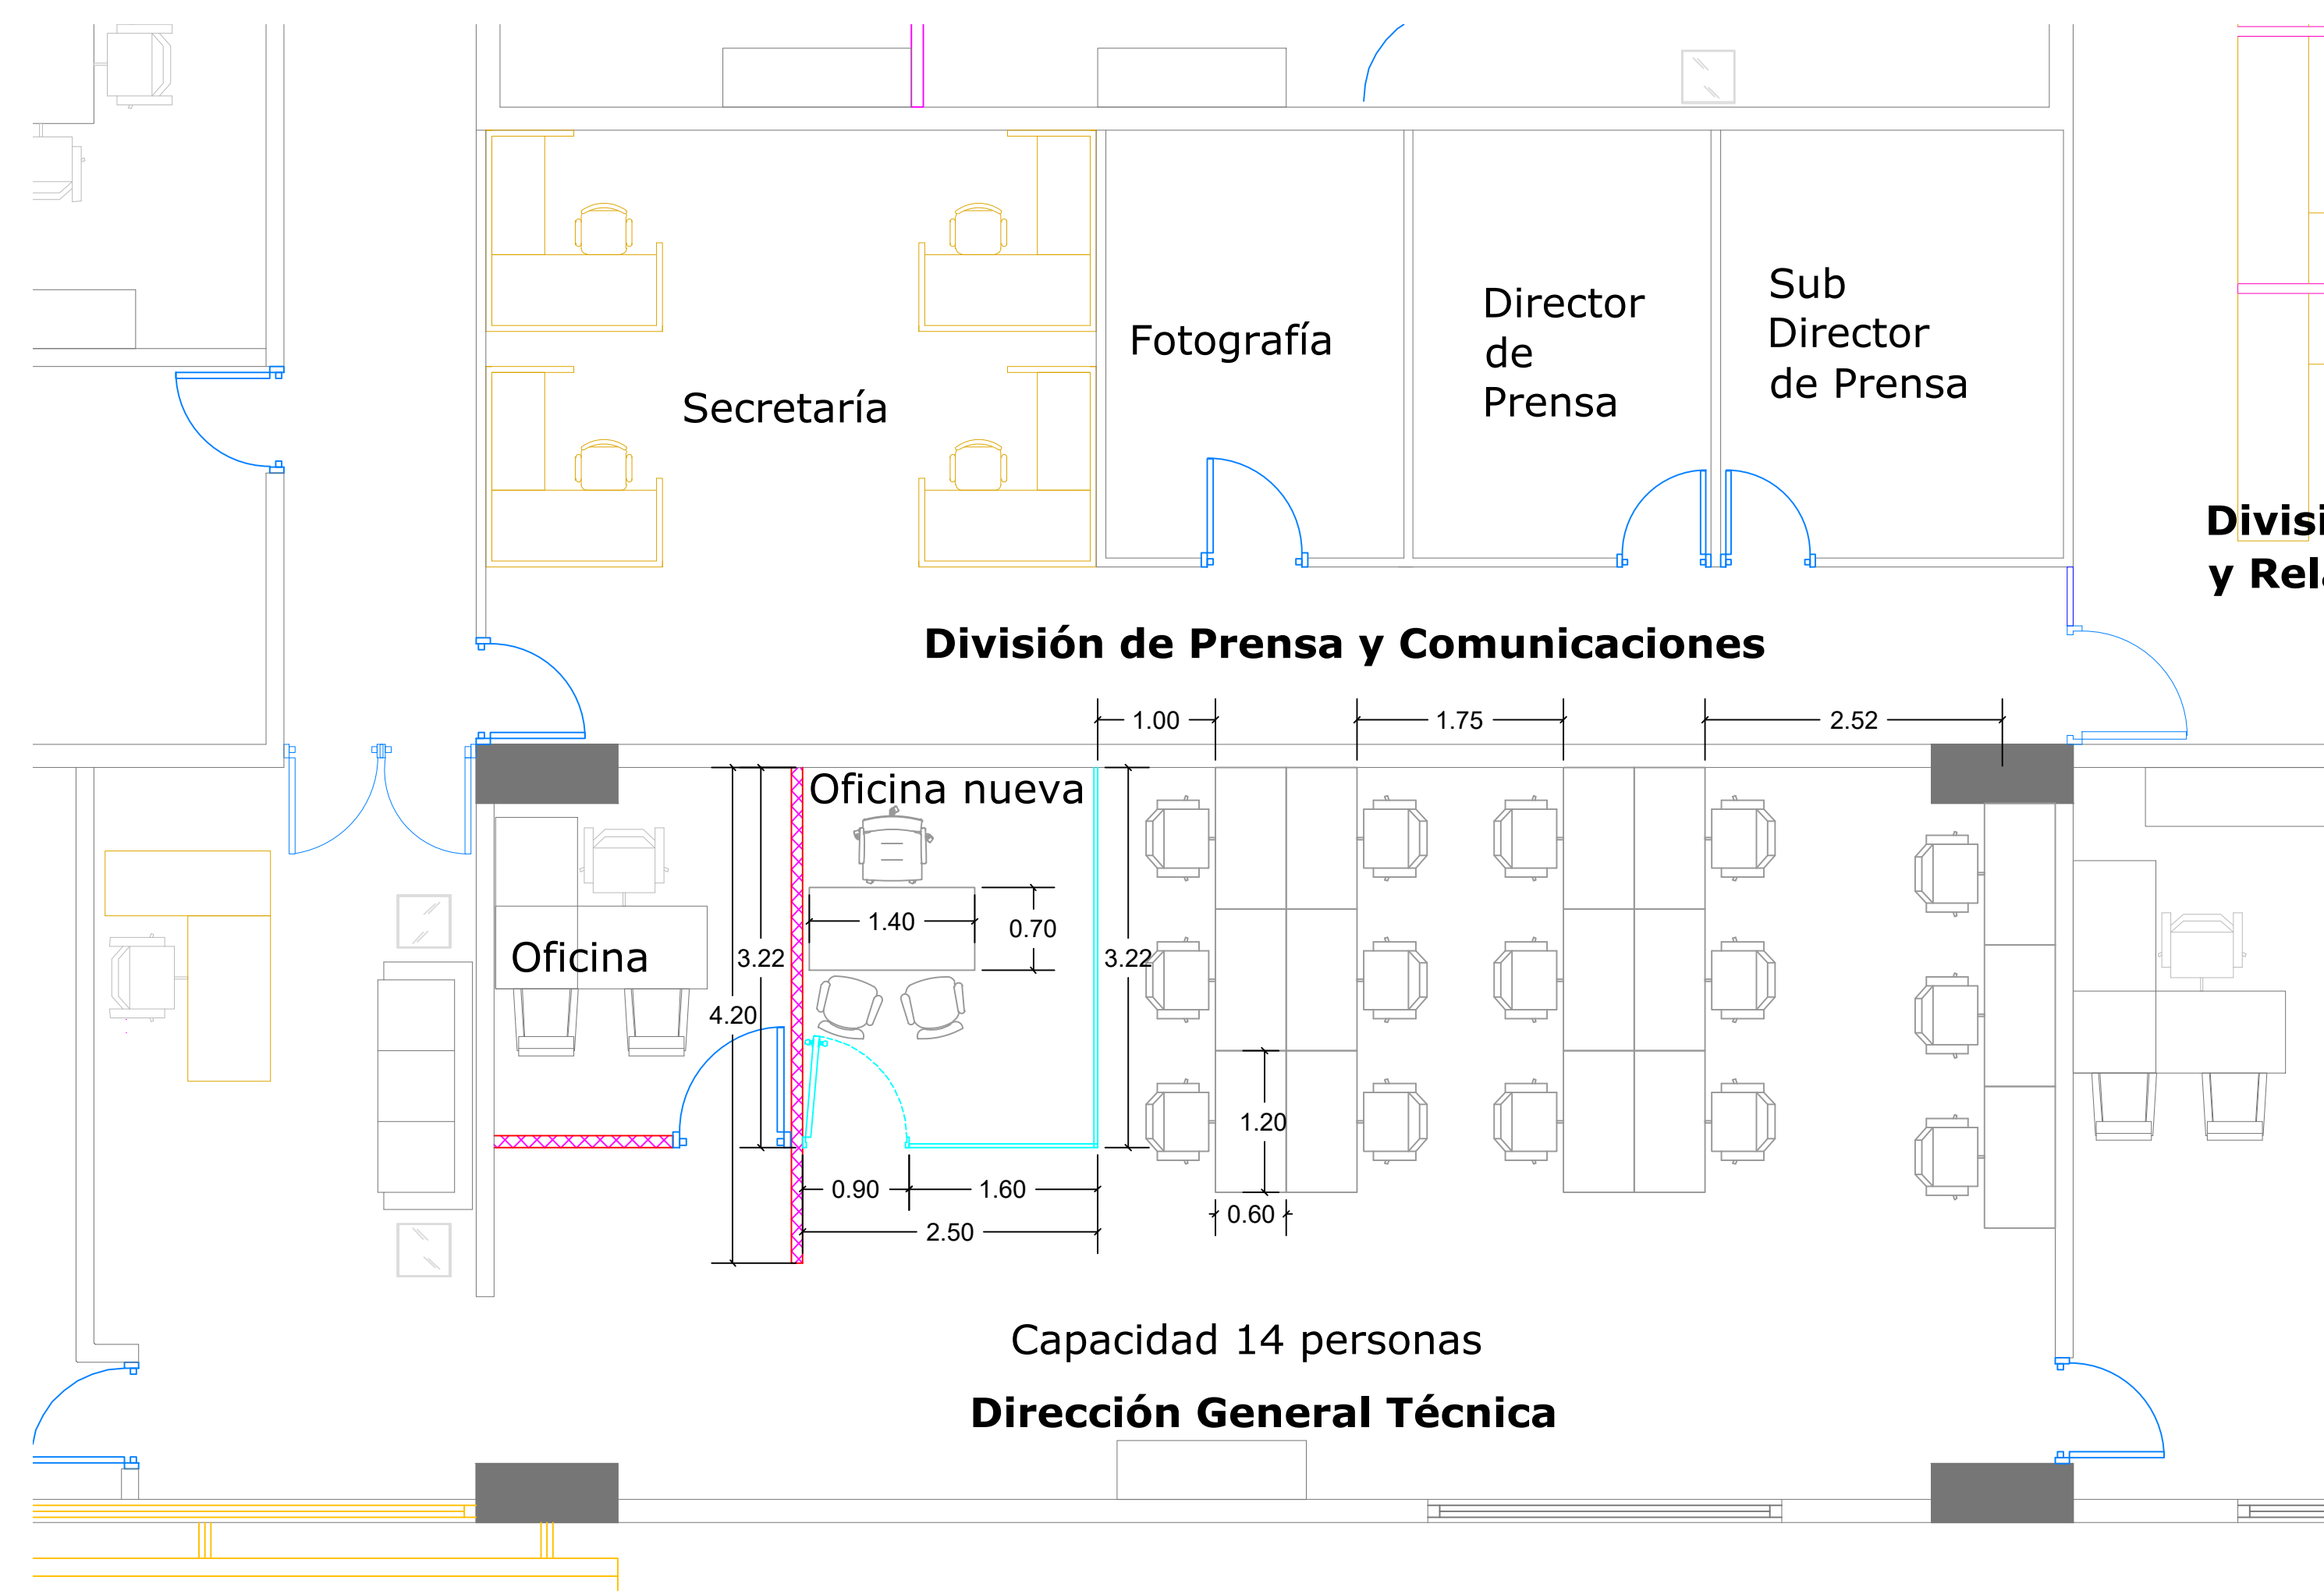 Fotografía
Director
de
Prensa
Sub
Director
de Prensa
Secretaría
Divisi
y Rel
División de Prensa y Comunicaciones
1.00
1.75
2.52
Oficina nueva
1.40
0.70
Oficina
3.22
3.22
4.20
1.20
0.90
1.60
0.60
2.50
Capacidad 14 personas
Dirección General Técnica